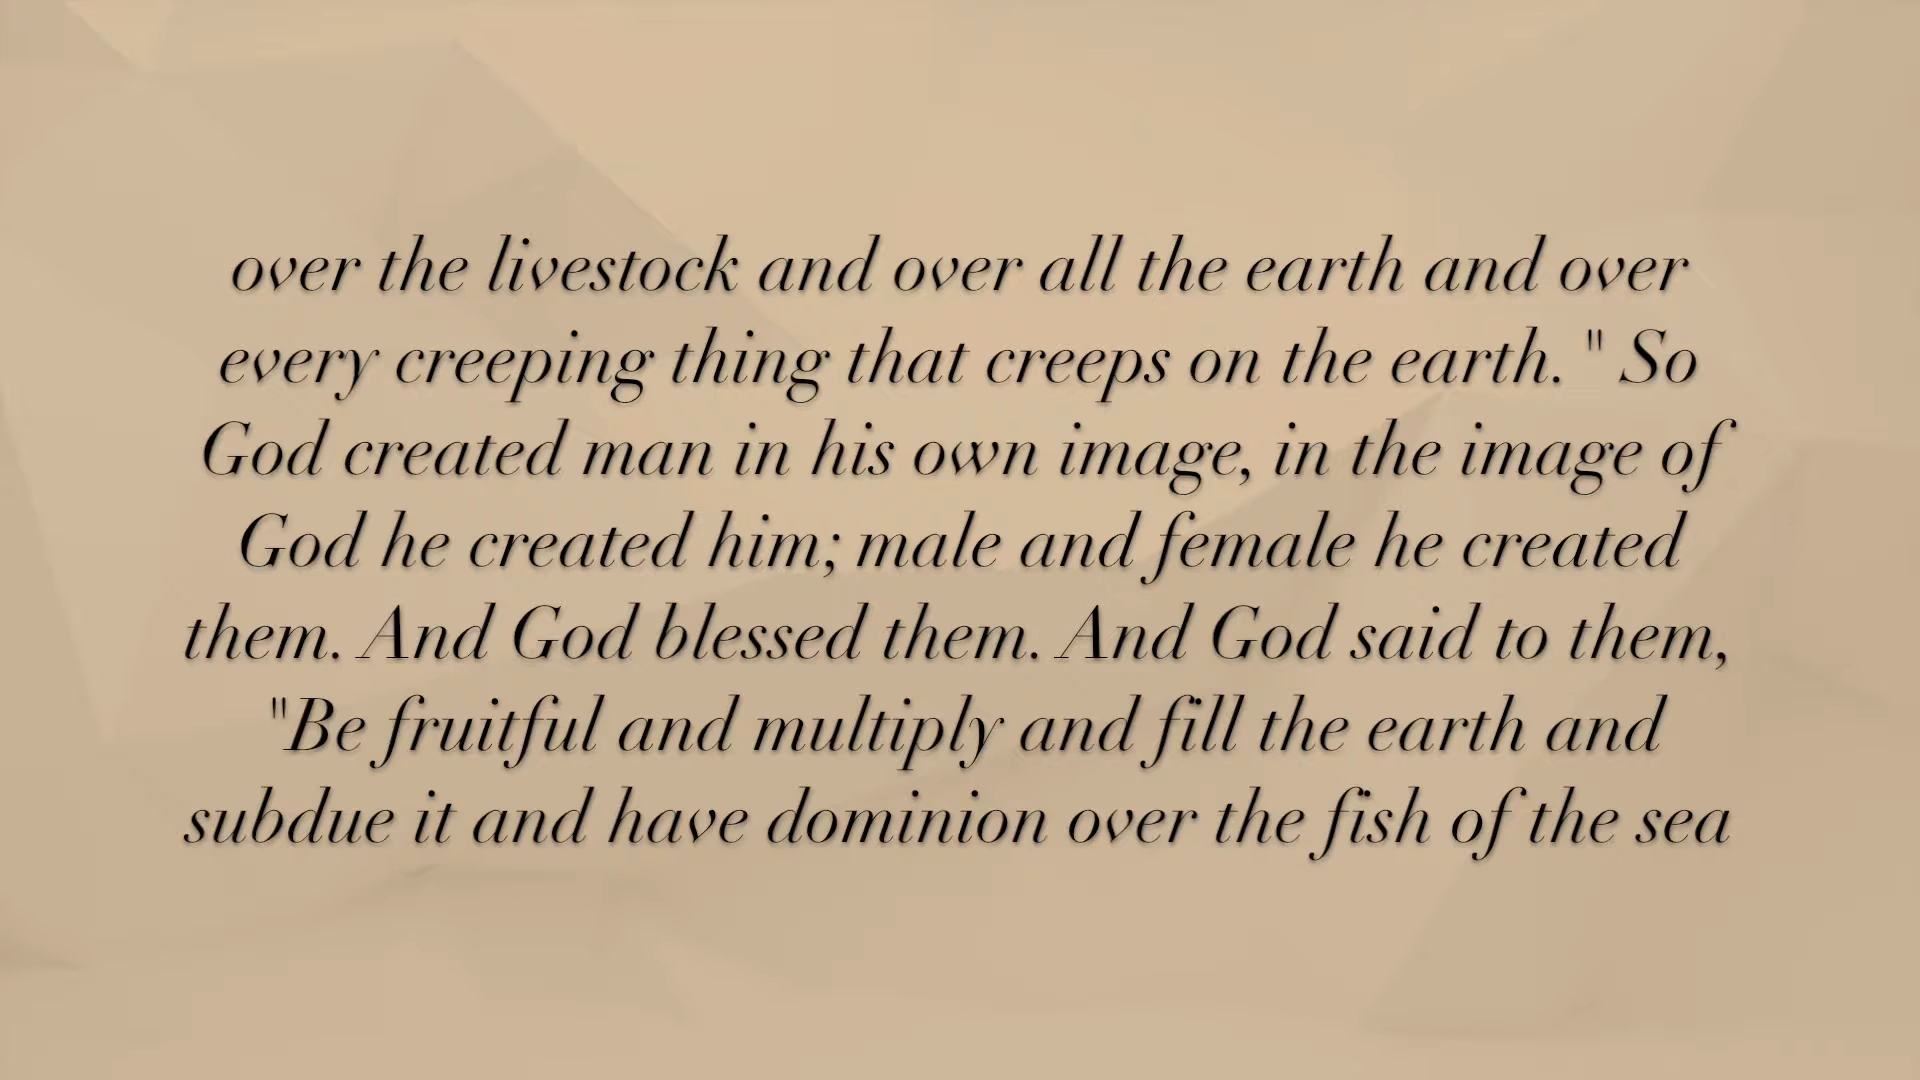 over the livestock and over all the earth and over
every creeping thing that creeps on the earth. " So
God created man in his own image, in the image of
God he created him; male and female he created
them. And God blessed them. And God said to them,
"Be fruitful and multiply and fill the earth and
subdue it and have dominion over the fish of the sea